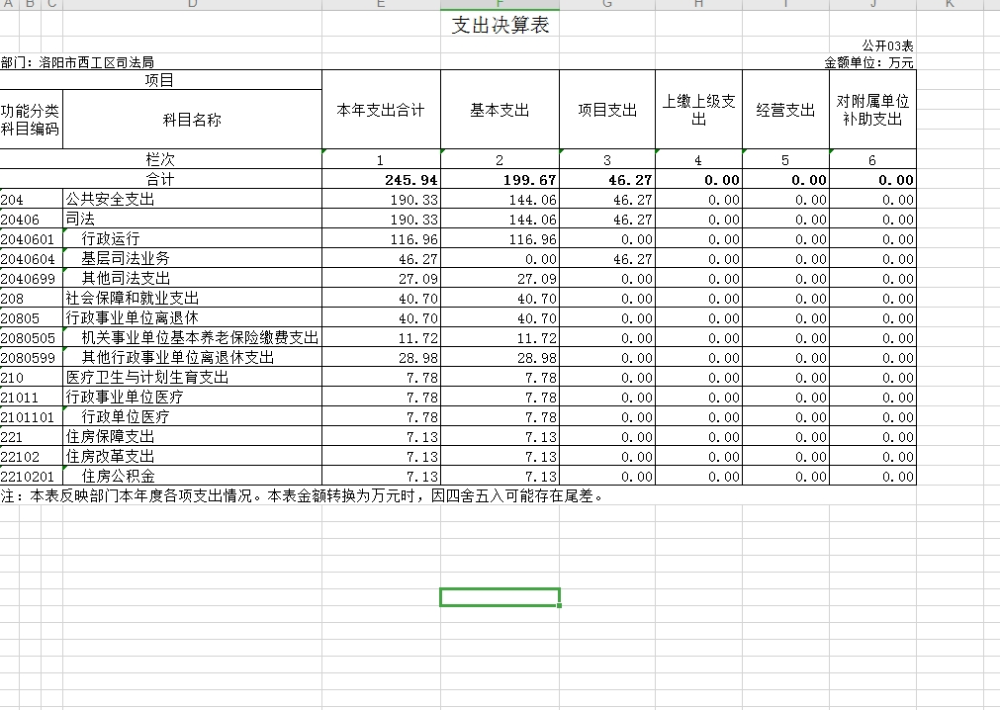 A B C D E F G H I J K
支出决算表
公开03表
部门：洛阳市西工区司法局 金额单位：万元
项目 本年支出合计 基本支出 项目支出 上缴上级支出 经营支出 对附属单位补助支出
功能分类科目编码 科目名称
栏次 1 2 3 4 5 6
合计 245.94 199.67 46.27 0.00 0.00 0.00
204 公共安全支出 190.33 144.06 46.27 0.00 0.00 0.00
20406 司法 190.33 144.06 46.27 0.00 0.00 0.00
2040601 行政运行 116.96 116.96 0.00 0.00 0.00 0.00
2040604 基层司法业务 46.27 0.00 46.27 0.00 0.00 0.00
2040699 其他司法支出 27.09 27.09 0.00 0.00 0.00 0.00
208 社会保障和就业支出 40.70 40.70 0.00 0.00 0.00 0.00
20805 行政事业单位离退休 40.70 40.70 0.00 0.00 0.00 0.00
2080505 机关事业单位基本养老保险缴费支出 11.72 11.72 0.00 0.00 0.00 0.00
2080599 其他行政事业单位离退休支出 28.98 28.98 0.00 0.00 0.00 0.00
210 医疗卫生与计划生育支出 7.78 7.78 0.00 0.00 0.00 0.00
21011 行政事业单位医疗 7.78 7.78 0.00 0.00 0.00 0.00
2101101 行政单位医疗 7.78 7.78 0.00 0.00 0.00 0.00
221 住房保障支出 7.13 7.13 0.00 0.00 0.00 0.00
22102 住房改革支出 7.13 7.13 0.00 0.00 0.00 0.00
2210201 住房公积金 7.13 7.13 0.00 0.00 0.00 0.00
注：本表反映部门本年度各项支出情况。本表金额转换为万元时，因四舍五入可能存在尾差。